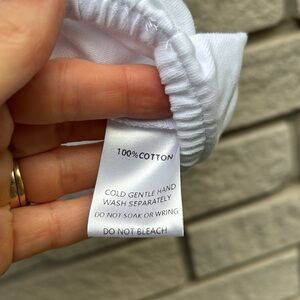 100%COTTON
COLD GENTLE HAND
WASH SEPARATELY
DO NOT SOAK OR WRING
DO NOT BLEACH